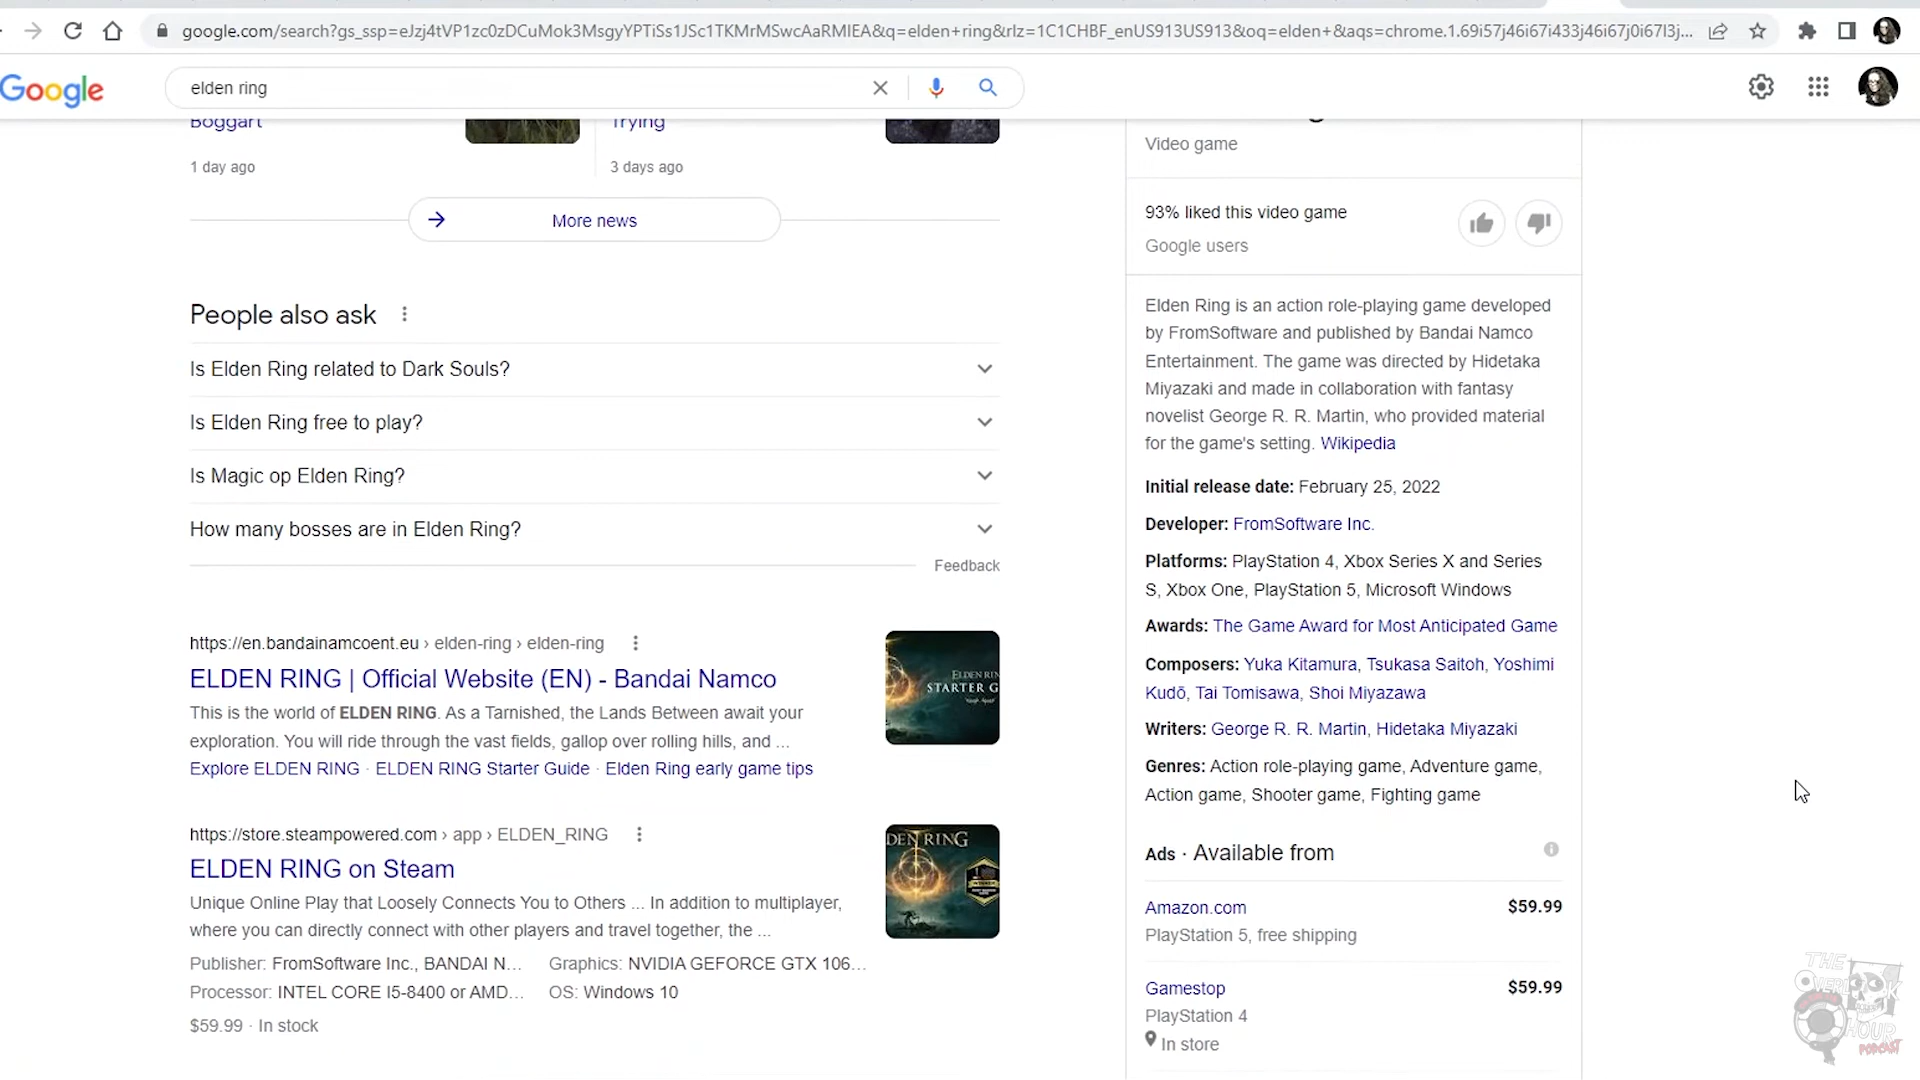 google.com/search?gs_ssp=eJzj4tVP1zc0zDCuMok3MsgyYPTiSs1JSc1TKMrMSwcAaRMIEA&q=elden+ring&rlz=1C1CHBF_enUS913US913&oq=elden+&aqs=chrome.1.69i57j46i67i433j46i67j0i67l3j...
Google
elden ring
Boggart
Trying
1 day ago
3 days ago
More news
People also ask
Is Elden Ring related to Dark Souls?
Is Elden Ring free to play?
Is Magic op Elden Ring?
How many bosses are in Elden Ring?
Feedback
https://en.bandainamcoent.eu › elden-ring › elden-ring
ELDEN RING | Official Website (EN) - Bandai Namco
This is the world of ELDEN RING. As a Tarnished, the Lands Between await your
exploration. You will ride through the vast fields, gallop over rolling hills, and ...
Explore ELDEN RING · ELDEN RING Starter Guide · Elden Ring early game tips
ELDEN RIN
STARTER G
https://store.steampowered.com › app › ELDEN_RING
ELDEN RING on Steam
Unique Online Play that Loosely Connects You to Others ... In addition to multiplayer,
where you can directly connect with other players and travel together, the ...
Publisher: FromSoftware Inc., BANDAI N... Graphics: NVIDIA GEFORCE GTX 106...
Processor: INTEL CORE I5-8400 or AMD... OS: Windows 10
$59.99 · In stock
DEN RING
Video game
93% liked this video game
Google users
Elden Ring is an action role-playing game developed
by FromSoftware and published by Bandai Namco
Entertainment. The game was directed by Hidetaka
Miyazaki and made in collaboration with fantasy
novelist George R. R. Martin, who provided material
for the game's setting. Wikipedia
Initial release date: February 25, 2022
Developer: FromSoftware Inc.
Platforms: PlayStation 4, Xbox Series X and Series
S, Xbox One, PlayStation 5, Microsoft Windows
Awards: The Game Award for Most Anticipated Game
Composers: Yuka Kitamura, Tsukasa Saitoh, Yoshimi
Kudō, Tai Tomisawa, Shoi Miyazawa
Writers: George R. R. Martin, Hidetaka Miyazaki
Genres: Action role-playing game, Adventure game,
Action game, Shooter game, Fighting game
Ads · Available from
Amazon.com $59.99
PlayStation 5, free shipping
Gamestop $59.99
PlayStation 4
In store
THE
OVERLOOK
HOUR
PODCAST